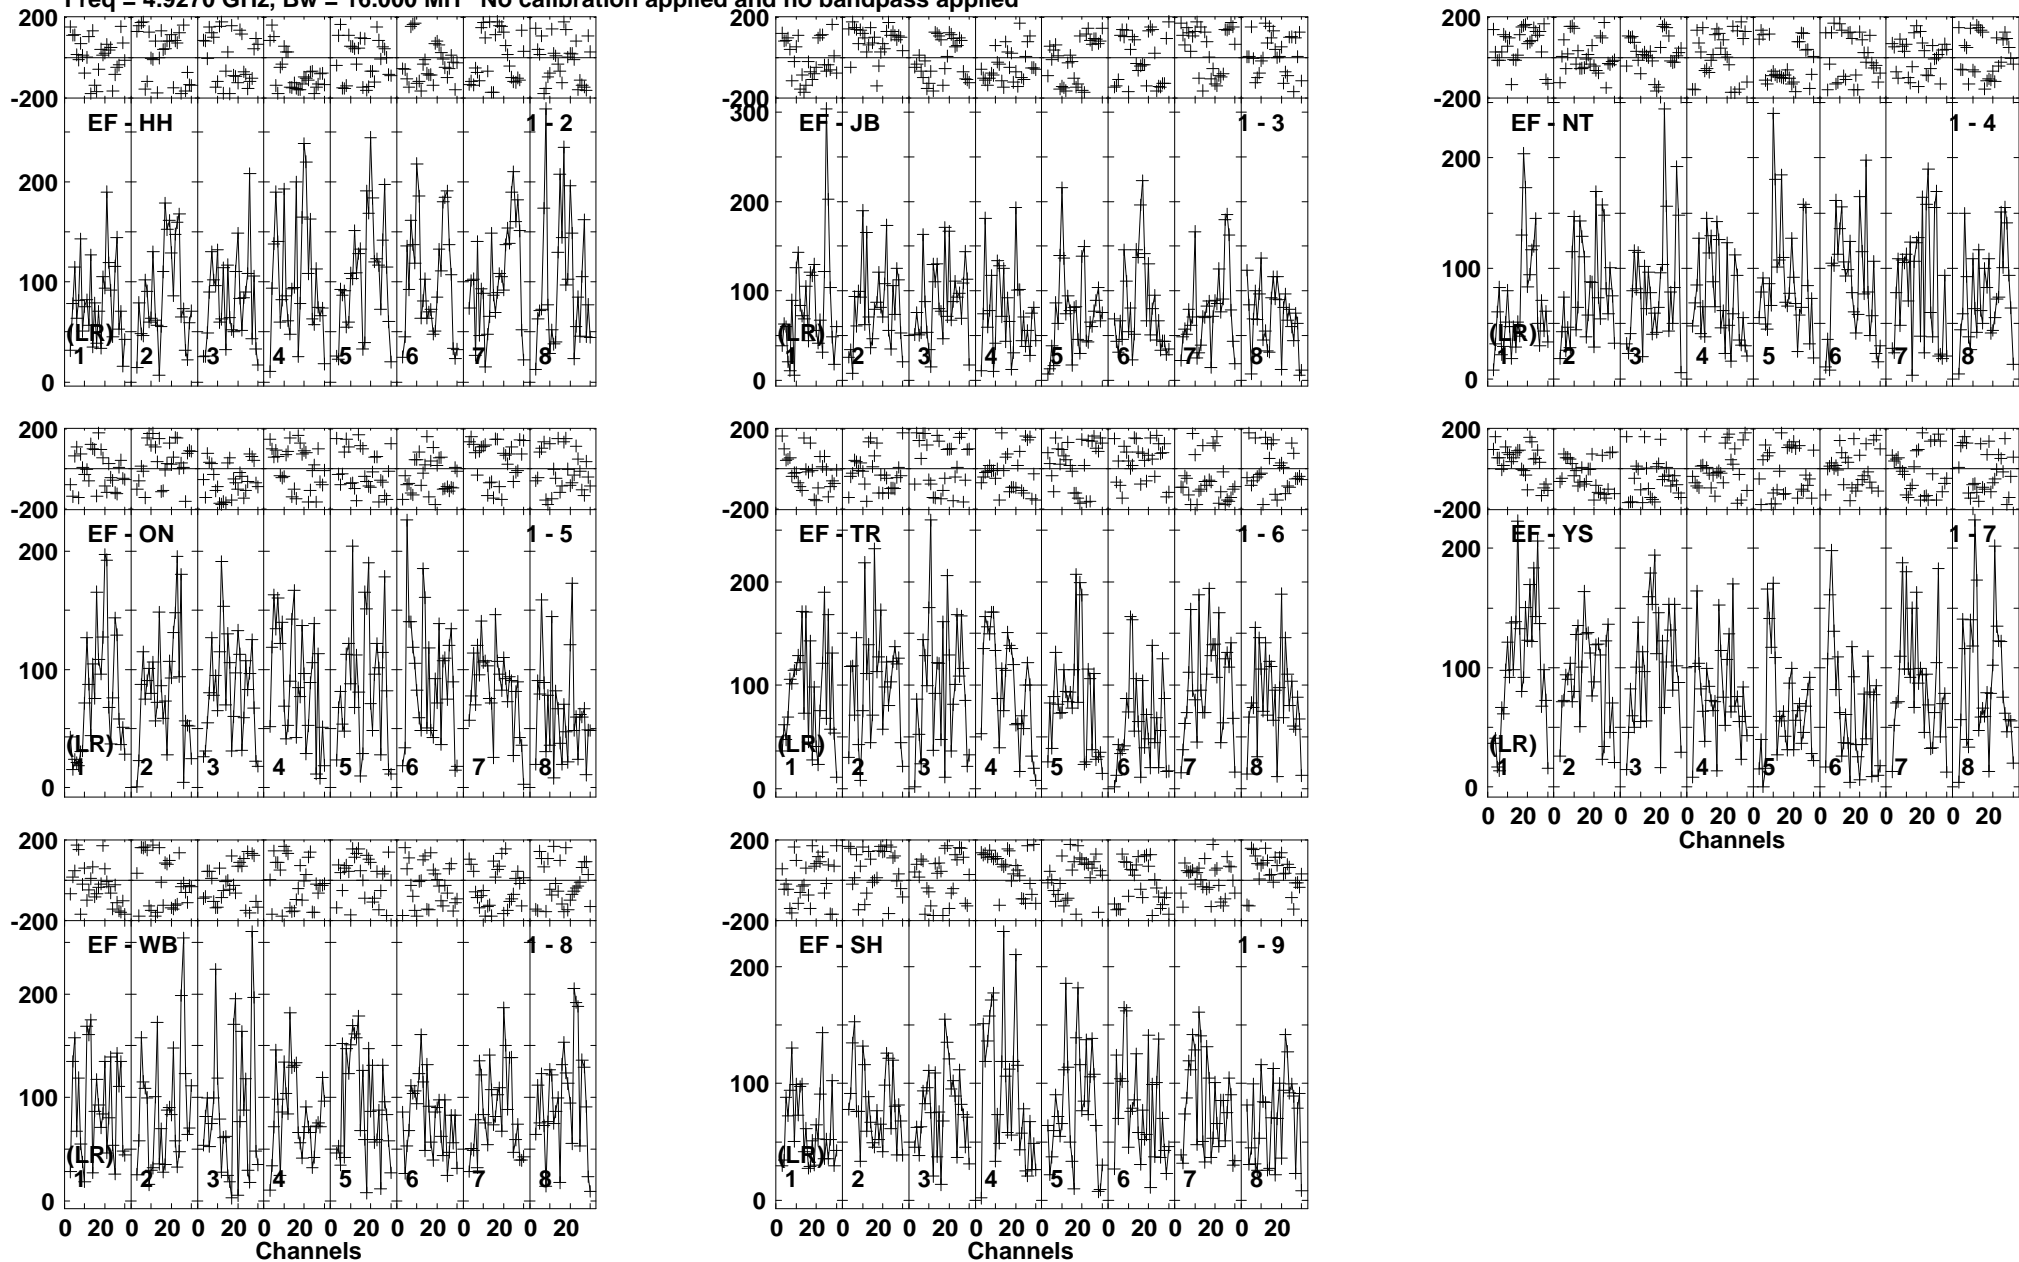 Freq = 4.9270 GHz, Bw = 16.000 MH No calibration applied and no bandpass applied
200 200 200
-200 -200 -200
EF - HH 1 - 2 300 EF - JB 1 - 3 EF - NT 1 - 4
200 200 200
100 100 100
(LR) (LR) (LR)
1 2 3 4 5 6 7 8 1 2 3 4 5 6 7 8 1 2 3 4 5 6 7 8
0 0 0
200 200 200
-200 -200 -200
EF - ON 1 - 5 EF - TR 1 - 6 EF - YS 1 - 7
200 200 200
100 100 100
(LR) (LR) (LR)
1 2 3 4 5 6 7 8 1 2 3 4 5 6 7 8 1 2 3 4 5 6 7 8
0 0 0
0 20 0 20 0 20 0 20 0 20 0 20 0 20 0 20
Channels
200 200
-200 -200
EF - WB 1 - 8 EF - SH 1 - 9
200 200
100 100
(LR) (LR)
1 2 3 4 5 6 7 8 1 2 3 4 5 6 7 8
0 0
0 20 0 20 0 20 0 20 0 20 0 20 0 20 0 20 0 20 0 20 0 20 0 20 0 20 0 20 0 20 0 20
Channels Channels